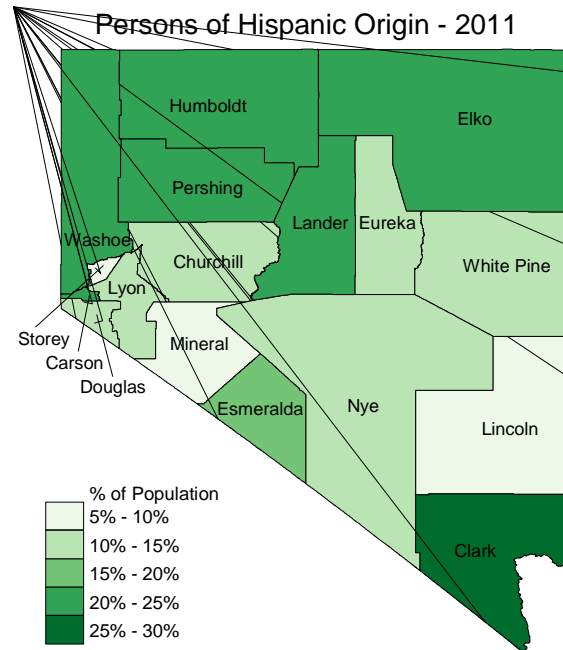 Persons of Hispanic Origin - 2011
Humboldt
Elko
Pershing
Lander
Eureka
Washoe
Churchill
White Pine
Lyon
Storey
Mineral
Carson
Douglas
Esmeralda
Nye
Lincoln
% of Population
5% - 10%
10% - 15%
Clark
15% - 20%
20% - 25%
25% - 30%